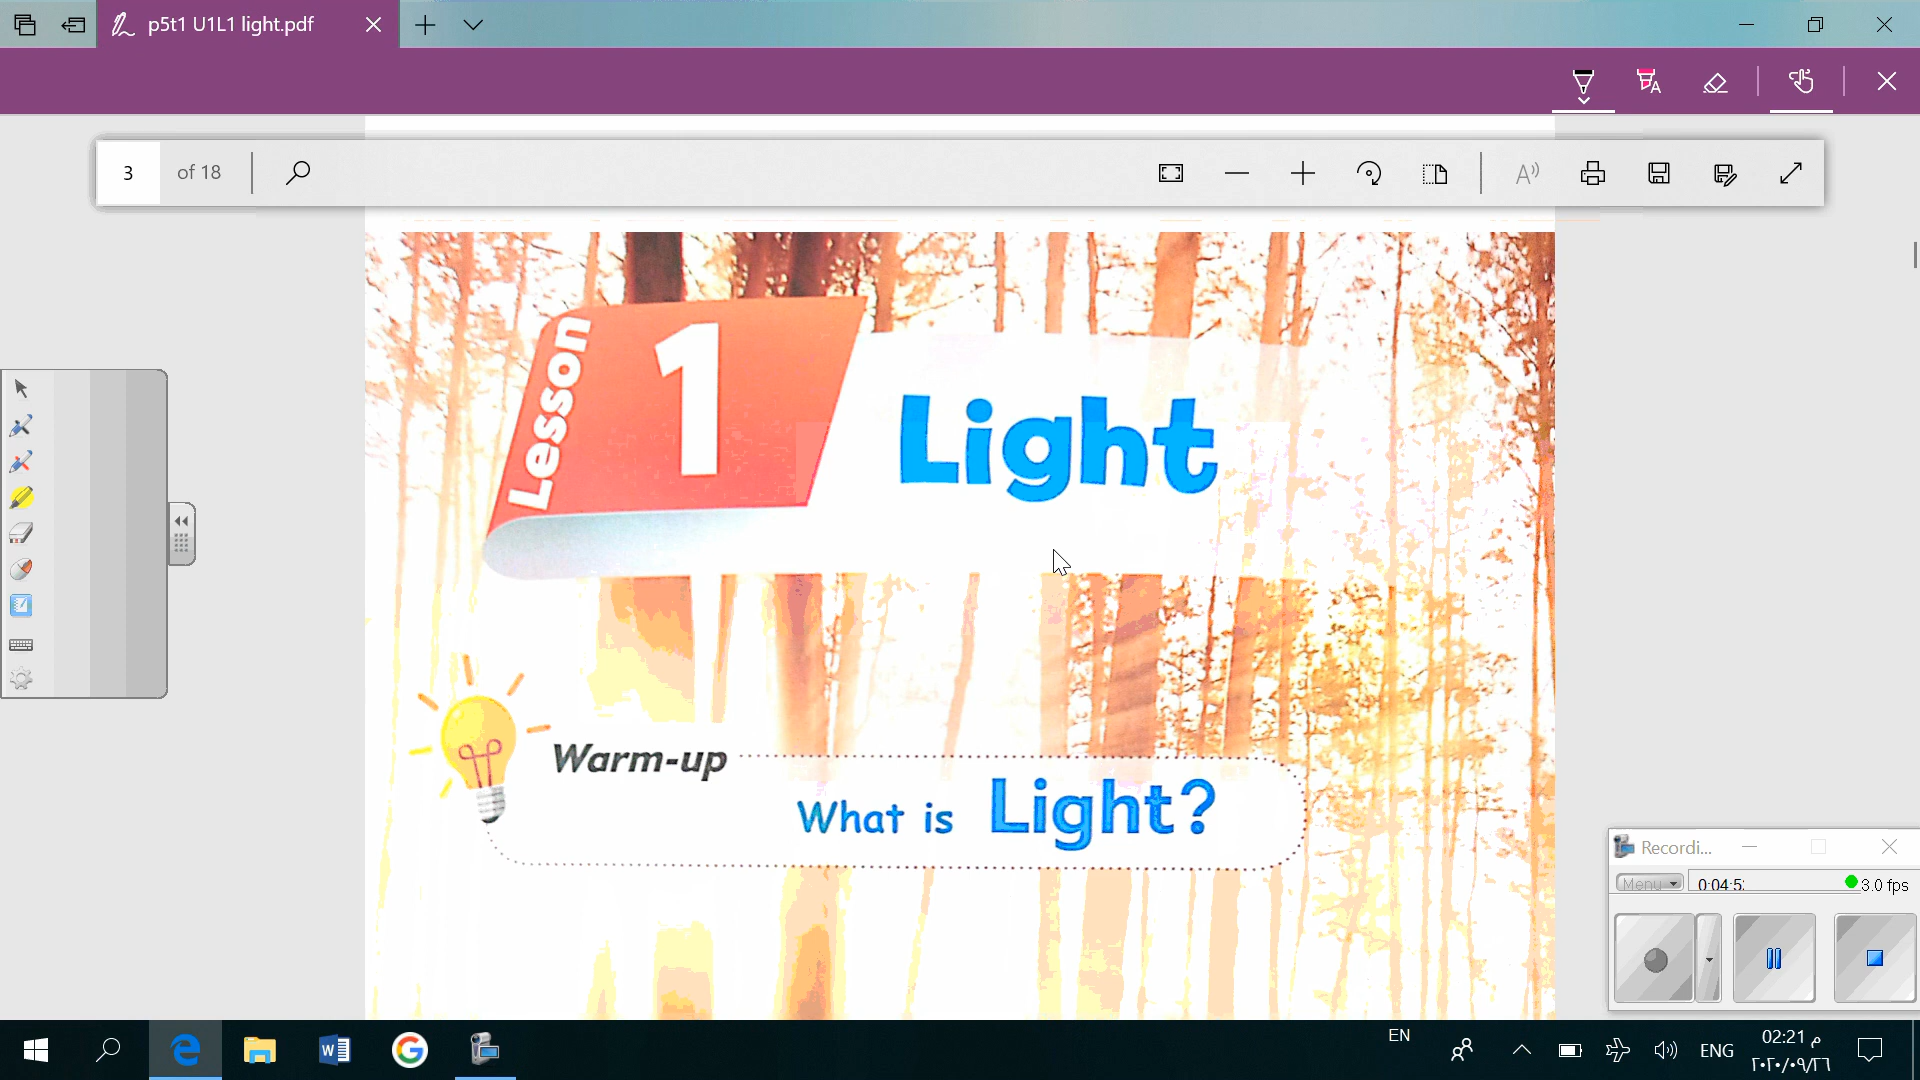 p5t1 U1L1 light.pdf
3 of 18
Lesson
1
Light
Warm-up
What is Light?
Recordi...
Menu
3.0 fps
EN
ENG
02:21 م
٢٠٢٠/٠٩/٢٦